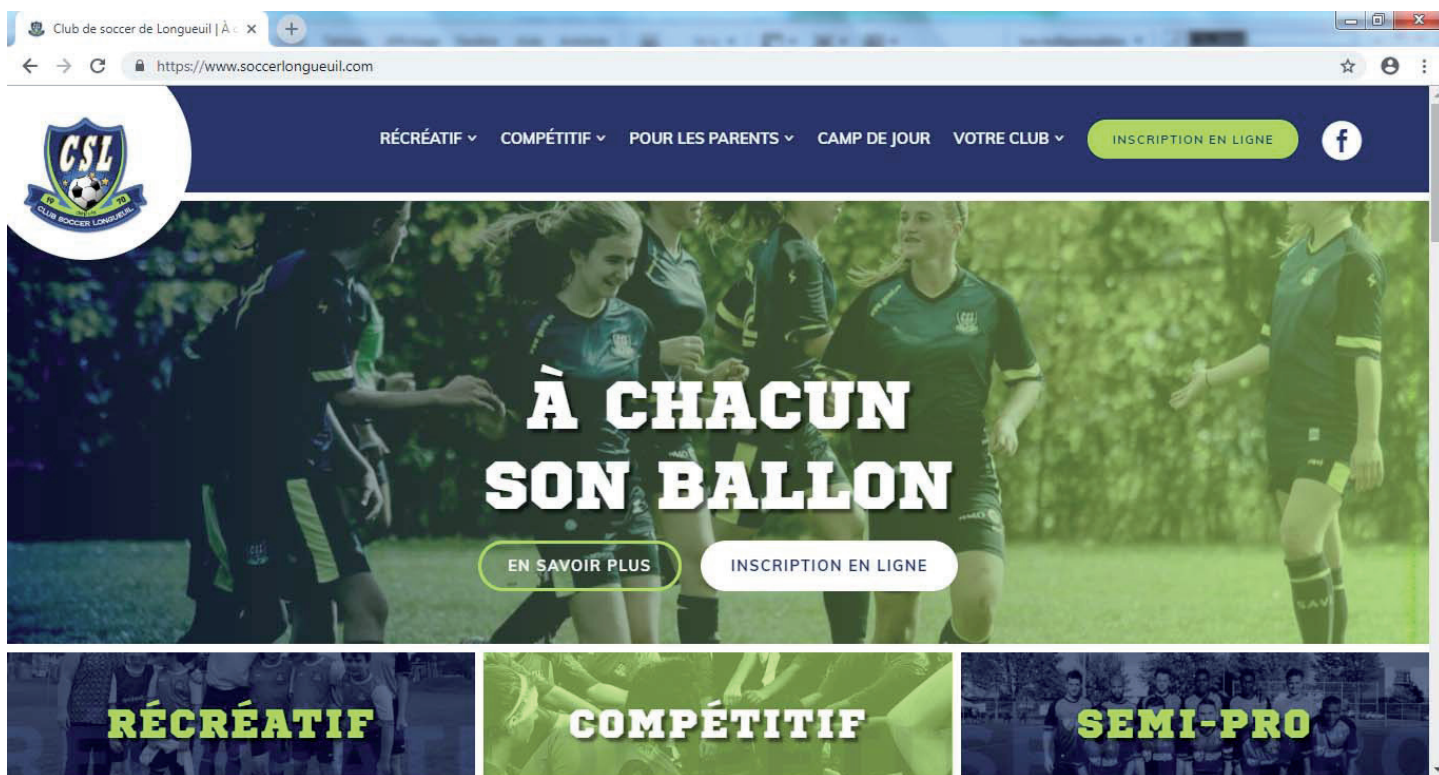 Club de soccer de Longueuil | À c
https://www.soccerlongueuil.com
CSL
19 70
CLUB SOCCER LONGUEUIL
RÉCRÉATIF COMPÉTITIF POUR LES PARENTS CAMP DE JOUR VOTRE CLUB INSCRIPTION EN LIGNE f
À CHACUN
SON BALLON
EN SAVOIR PLUS INSCRIPTION EN LIGNE
RÉCRÉATIF COMPÉTITIF SEMI-PRO